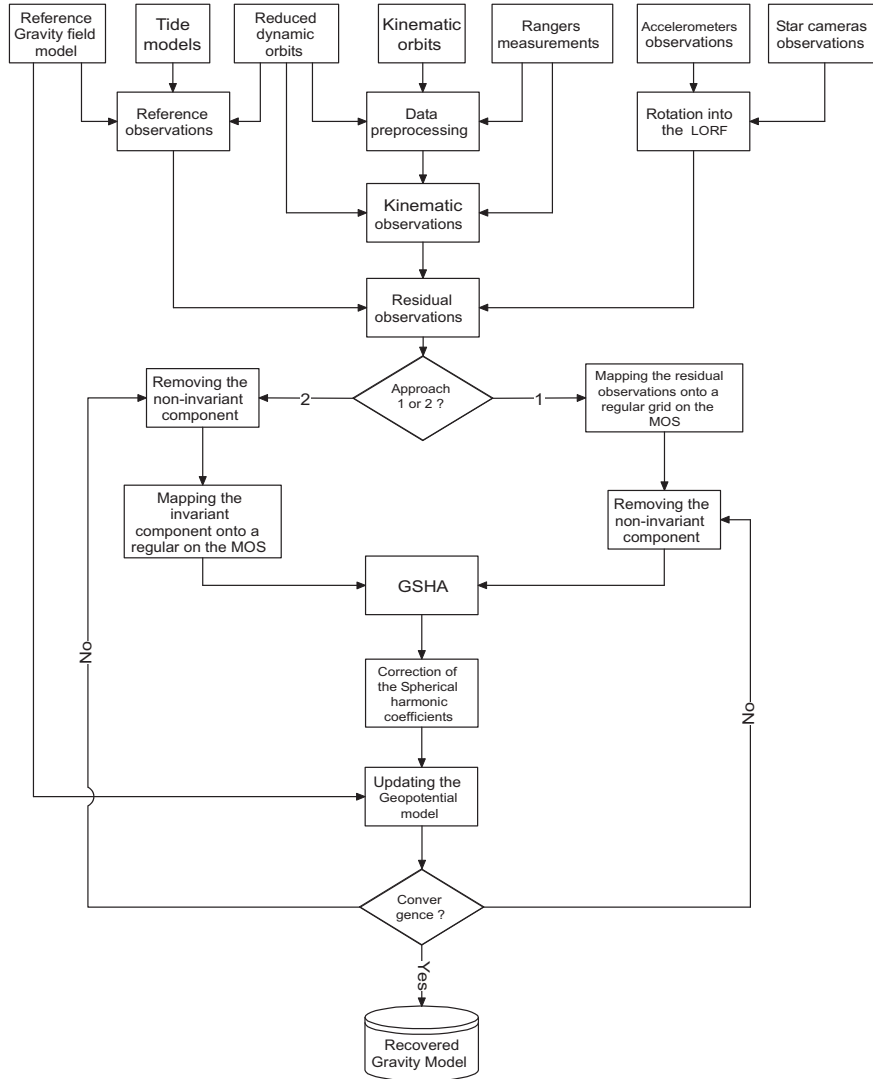 Reference
Gravity field
model
Tide
models
Reduced
dynamic
orbits
Kinematic
orbits
Rangers
measurements
Accelerometers
observations
Star cameras
observations
Reference
observations
Data
preprocessing
Rotation into
the LORF
Kinematic
observations
Residual
observations
Removing the
non-invariant
component
2
Approach
1 or 2 ?
1
Mapping the residual
observations onto a
regular grid on the
MOS
Mapping the
invariant
component onto a
regular on the MOS
Removing the
non-invariant
component
GSHA
No
Correction of
the Spherical
harmonic
coefficients
No
Updating the
Geopotential
model
Conver
gence ?
Yes
Recovered
Gravity Model